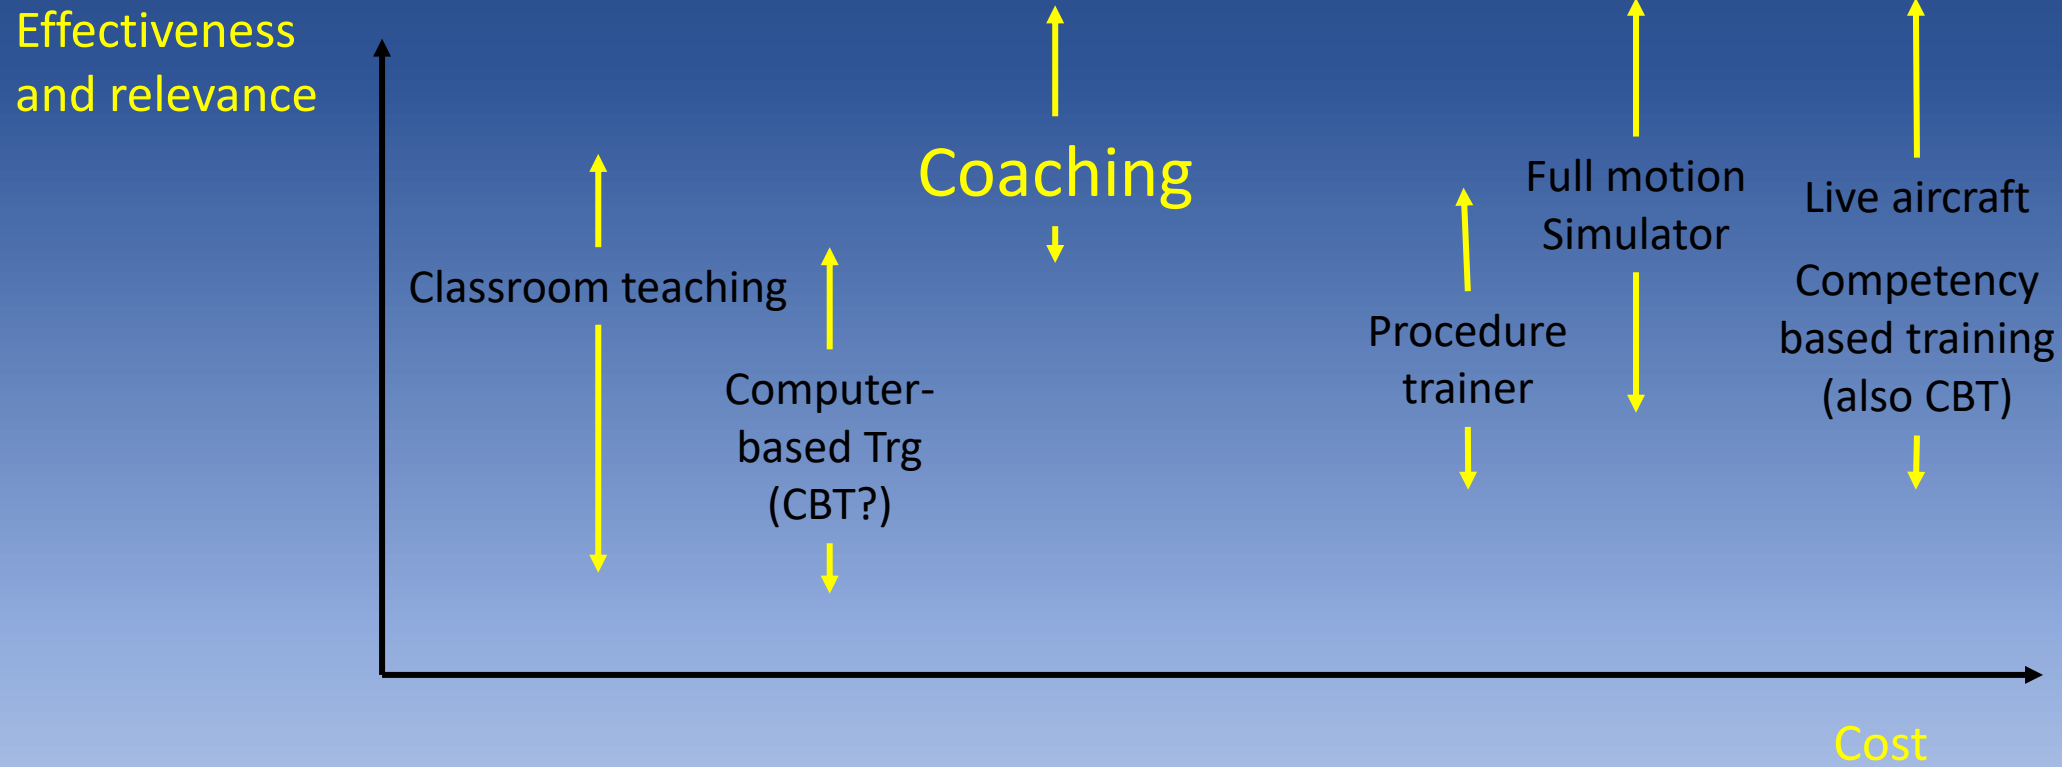 Effectiveness
and relevance
Coaching
Classroom teaching
Computer-
based Trg
(CBT?)
Procedure
trainer
Full motion
Simulator
Live aircraft
Competency
based training
(also CBT)
Cost